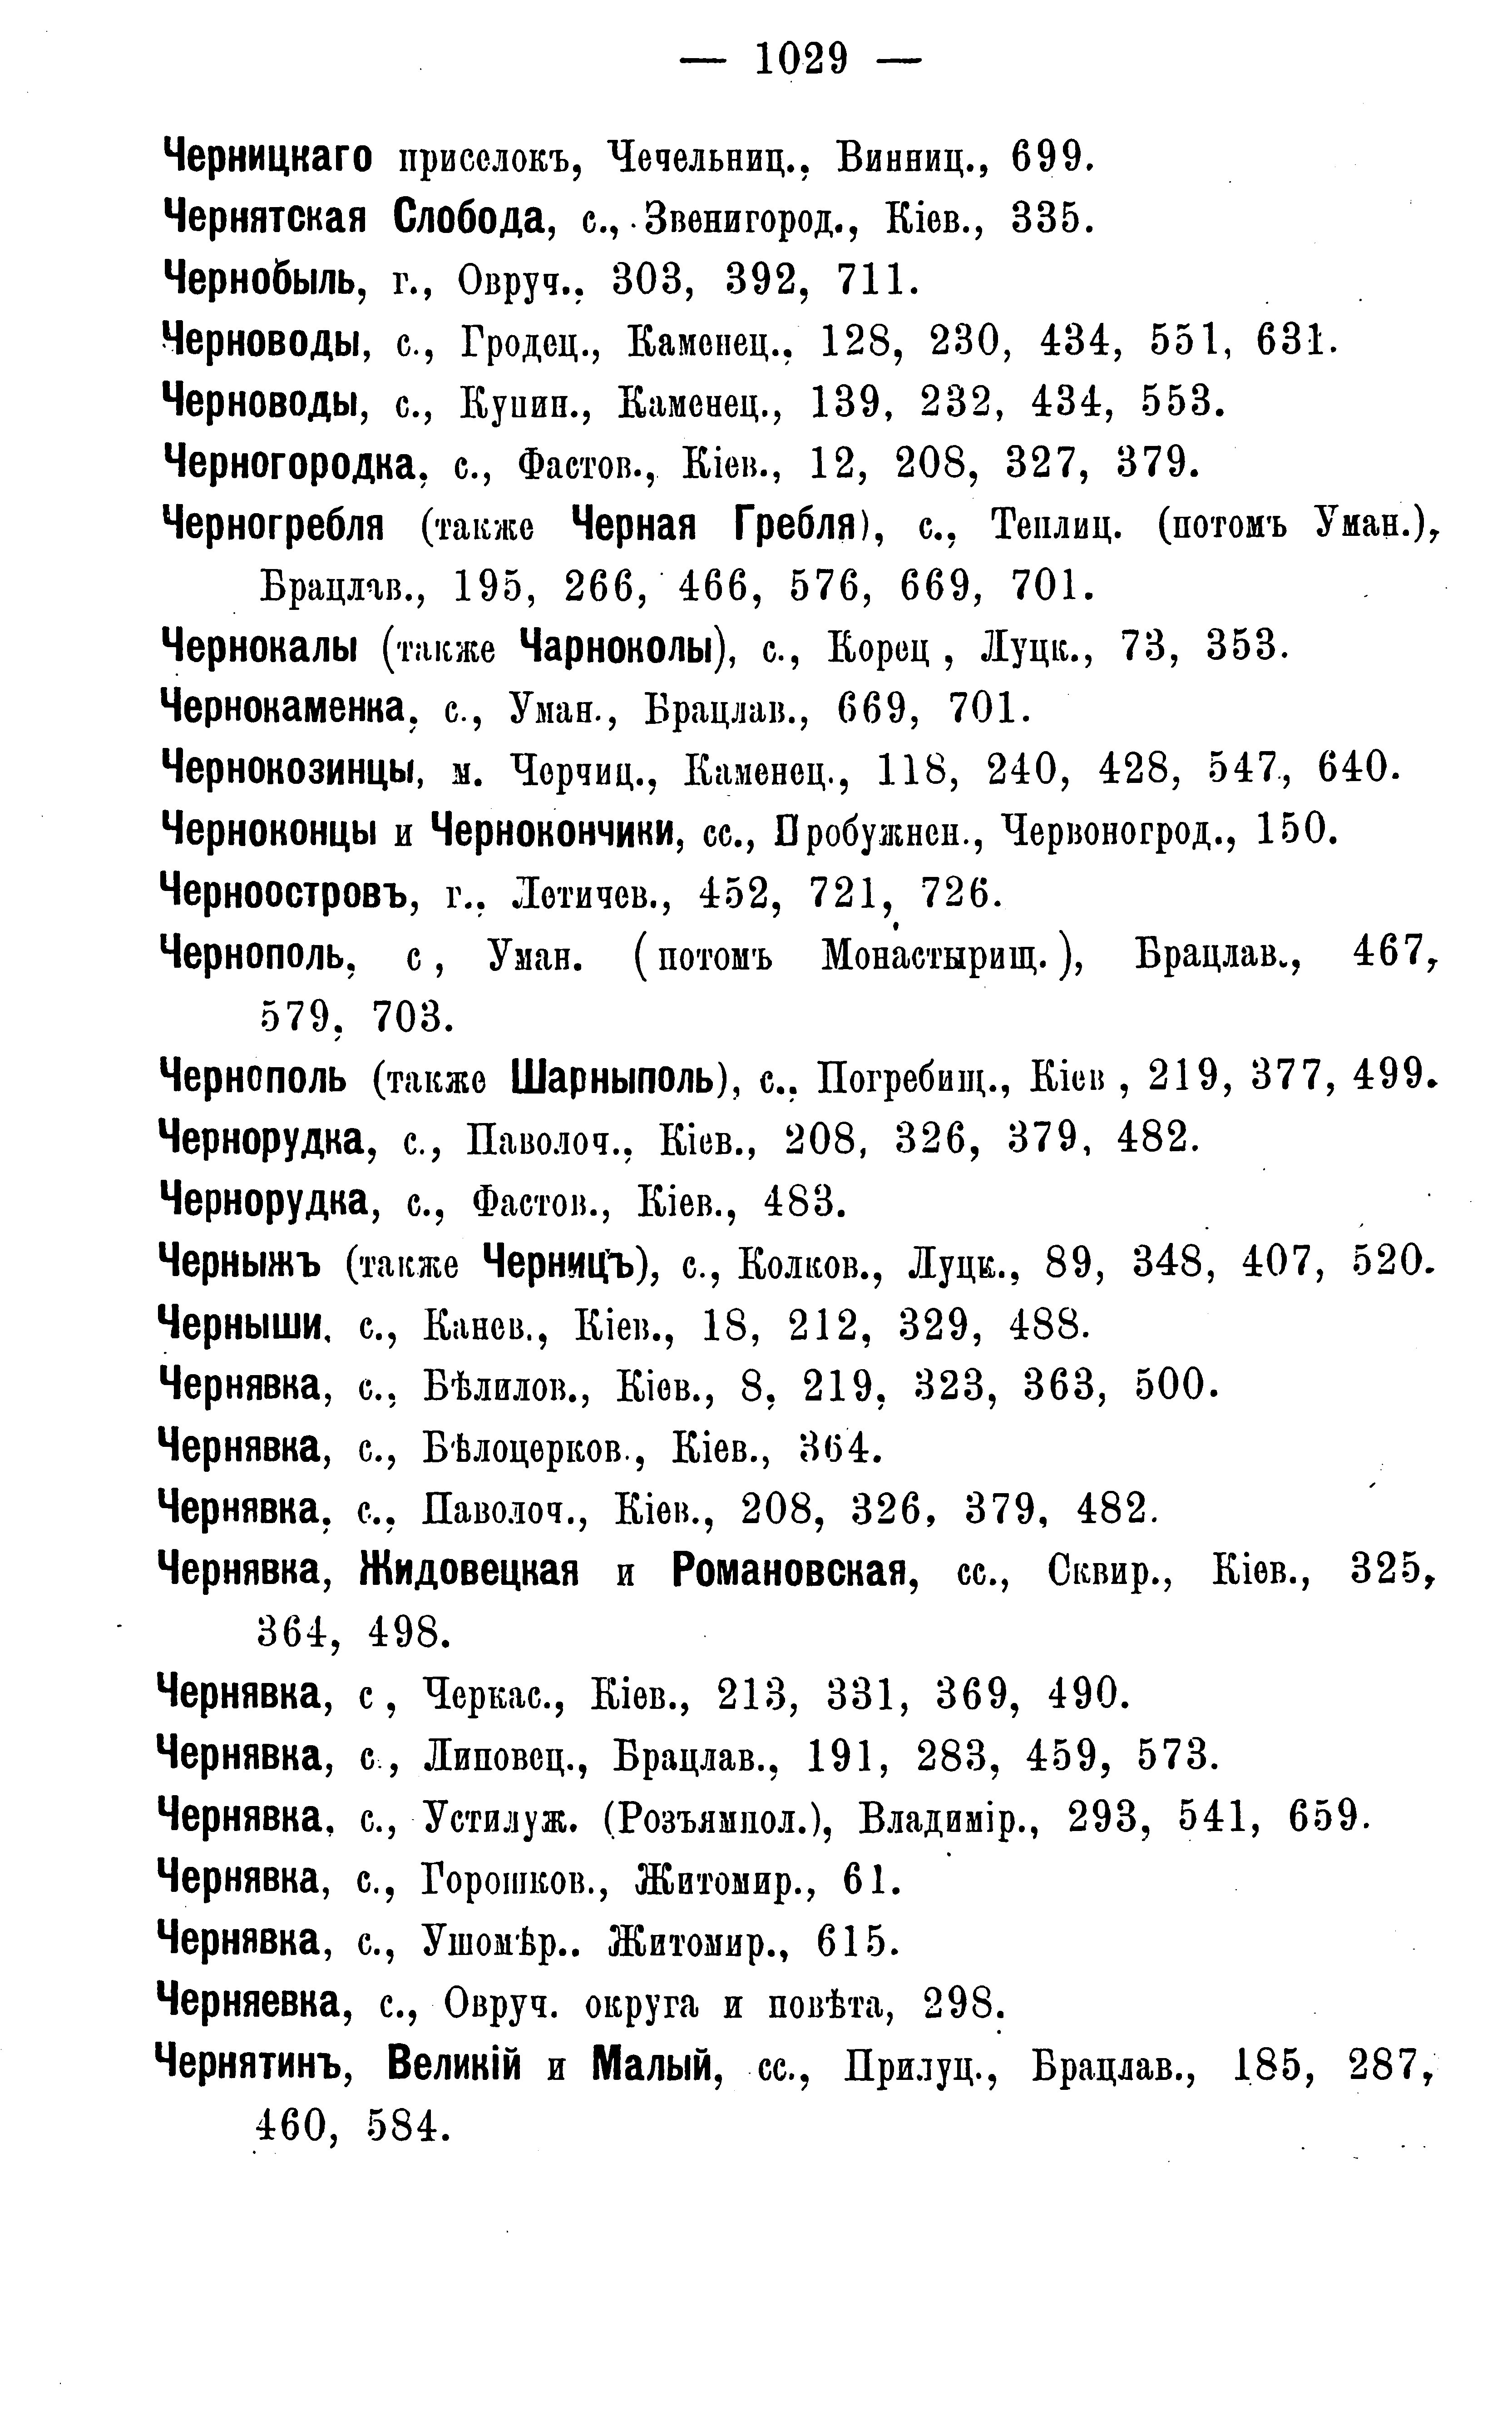 — 1029 —
Черницкаго приселокъ, Чечельниц., Винниц., 699.
Чернятская Слобода, с., Звенигород., Кіев., 335.
Чернобыль, г., Овруч., 303, 392, 711.
Черноводы, с., Гродец., Каменец., 128, 230, 434, 551, 631.
Черноводы, с., Купин., Каменец., 139, 232, 434, 553.
Черногородка, с., Фастов., Кіев., 12, 208, 327, 379.
Черногребля (также Черная Гребля), с., Теплиц. (потомъ Уман.),
Брацлав., 195, 266, 466, 576, 669, 701.
Чернокалы (также Чарноколы), с., Корец , Луцк., 73, 353.
Чернокаменка, с., Уман., Брацлав., 669, 701.
Чернокозинцы, м. Черчиц., Каменец., 118, 240, 428, 547, 640.
Черноконцы и Чернокончики, сс., Пробужнен., Червоногрод., 150.
Черноостровъ, г., Летичев., 452, 721, 726.
Чернополь, с , Уман. (потомъ Монастырищ.), Брацлав., 467,
579, 703.
Чернополь (также Шарныполь), с., Погребищ., Кіев , 219, 377, 499.
Чернорудка, с., Паволоч., Кіев., 208, 326, 379, 482.
Чернорудка, с., Фастов., Кіев., 483.
Черныжъ (также Черницъ), с., Колков., Луцк., 89, 348, 407, 520.
Черныши, с., Канев., Кіев., 18, 212, 329, 488.
Чернявка, с., Бѣлилов., Кіев., 8, 219, 323, 363, 500.
Чернявка, с., Бѣлоцерков., Кіев., 364.
Чернявка, с., Паволоч., Кіев., 208, 326, 379, 482.
Чернявка, Жидовецкая и Романовская, сс., Сквир., Кіев., 325,
364, 498.
Чернявка, с , Черкас., Кіев., 213, 331, 369, 490.
Чернявка, с., Липовец., Брацлав., 191, 283, 459, 573.
Чернявка, с., Устилуж. (Розъямпол.), Владимір., 293, 541, 659.
Чернявка, с., Горошков., Житомир., 61.
Чернявка, с., Ушомѣр.. Житомир., 615.
Черняевка, с., Овруч. округа и повѣта, 298.
Чернятинъ, Великій и Малый, сс., Прилуц., Брацлав., 185, 287,
460, 584.